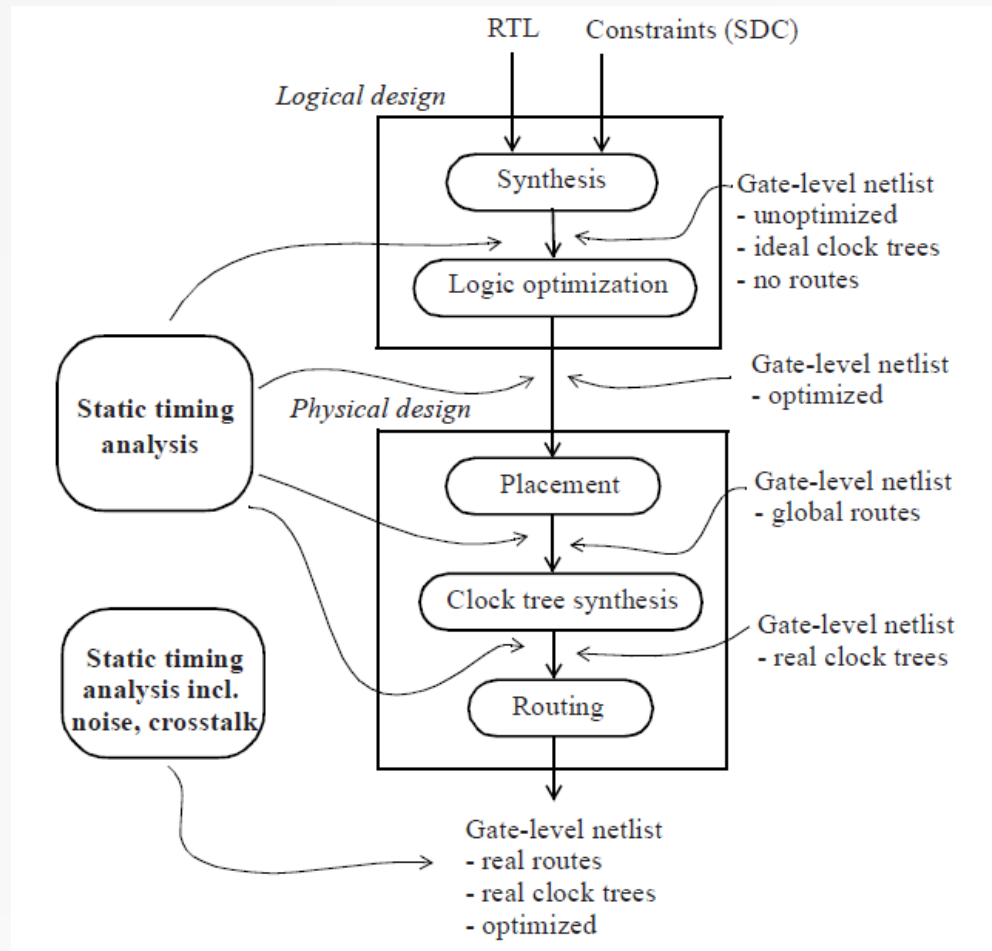 RTL
Constraints (SDC)
Logical design
Synthesis
Gate-level netlist
- unoptimized
- ideal clock trees
- no routes
Logic optimization
Gate-level netlist
- optimized
Static timing
analysis
Physical design
Placement
Gate-level netlist
- global routes
Clock tree synthesis
Gate-level netlist
- real clock trees
Static timing
analysis incl.
noise, crosstalk
Routing
Gate-level netlist
- real routes
- real clock trees
- optimized